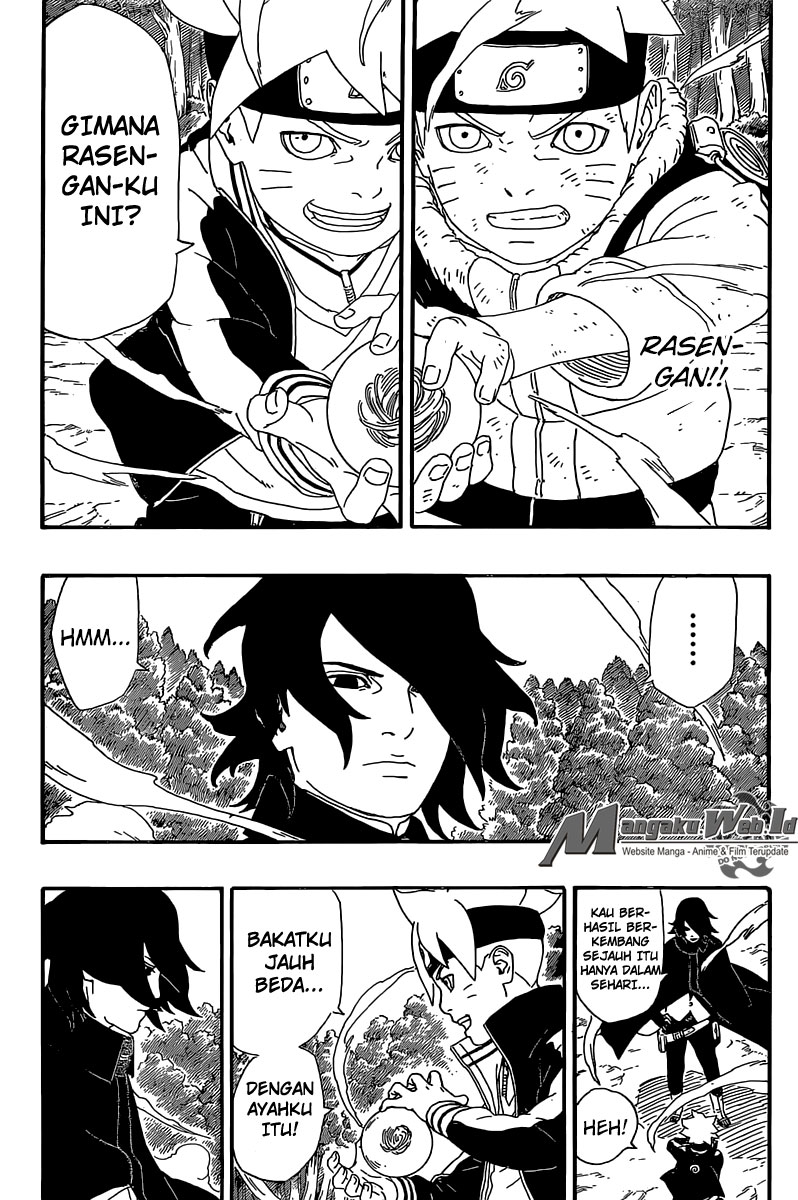 RASEN-
GAN!!
GIMANA
RASEN-
GAN-KU
INI?
.......
HMM...
Mangaku Web.Id
Website Manga - Anime & Film Terupdate
KAU BER-
HASIL BER-
KEMBANG
SEJAUH ITU
HANYA DALAM
SEHARI...
HEH!
BAKATKU
JAUH
BEDA...
DENGAN
AYAHKU
ITU!